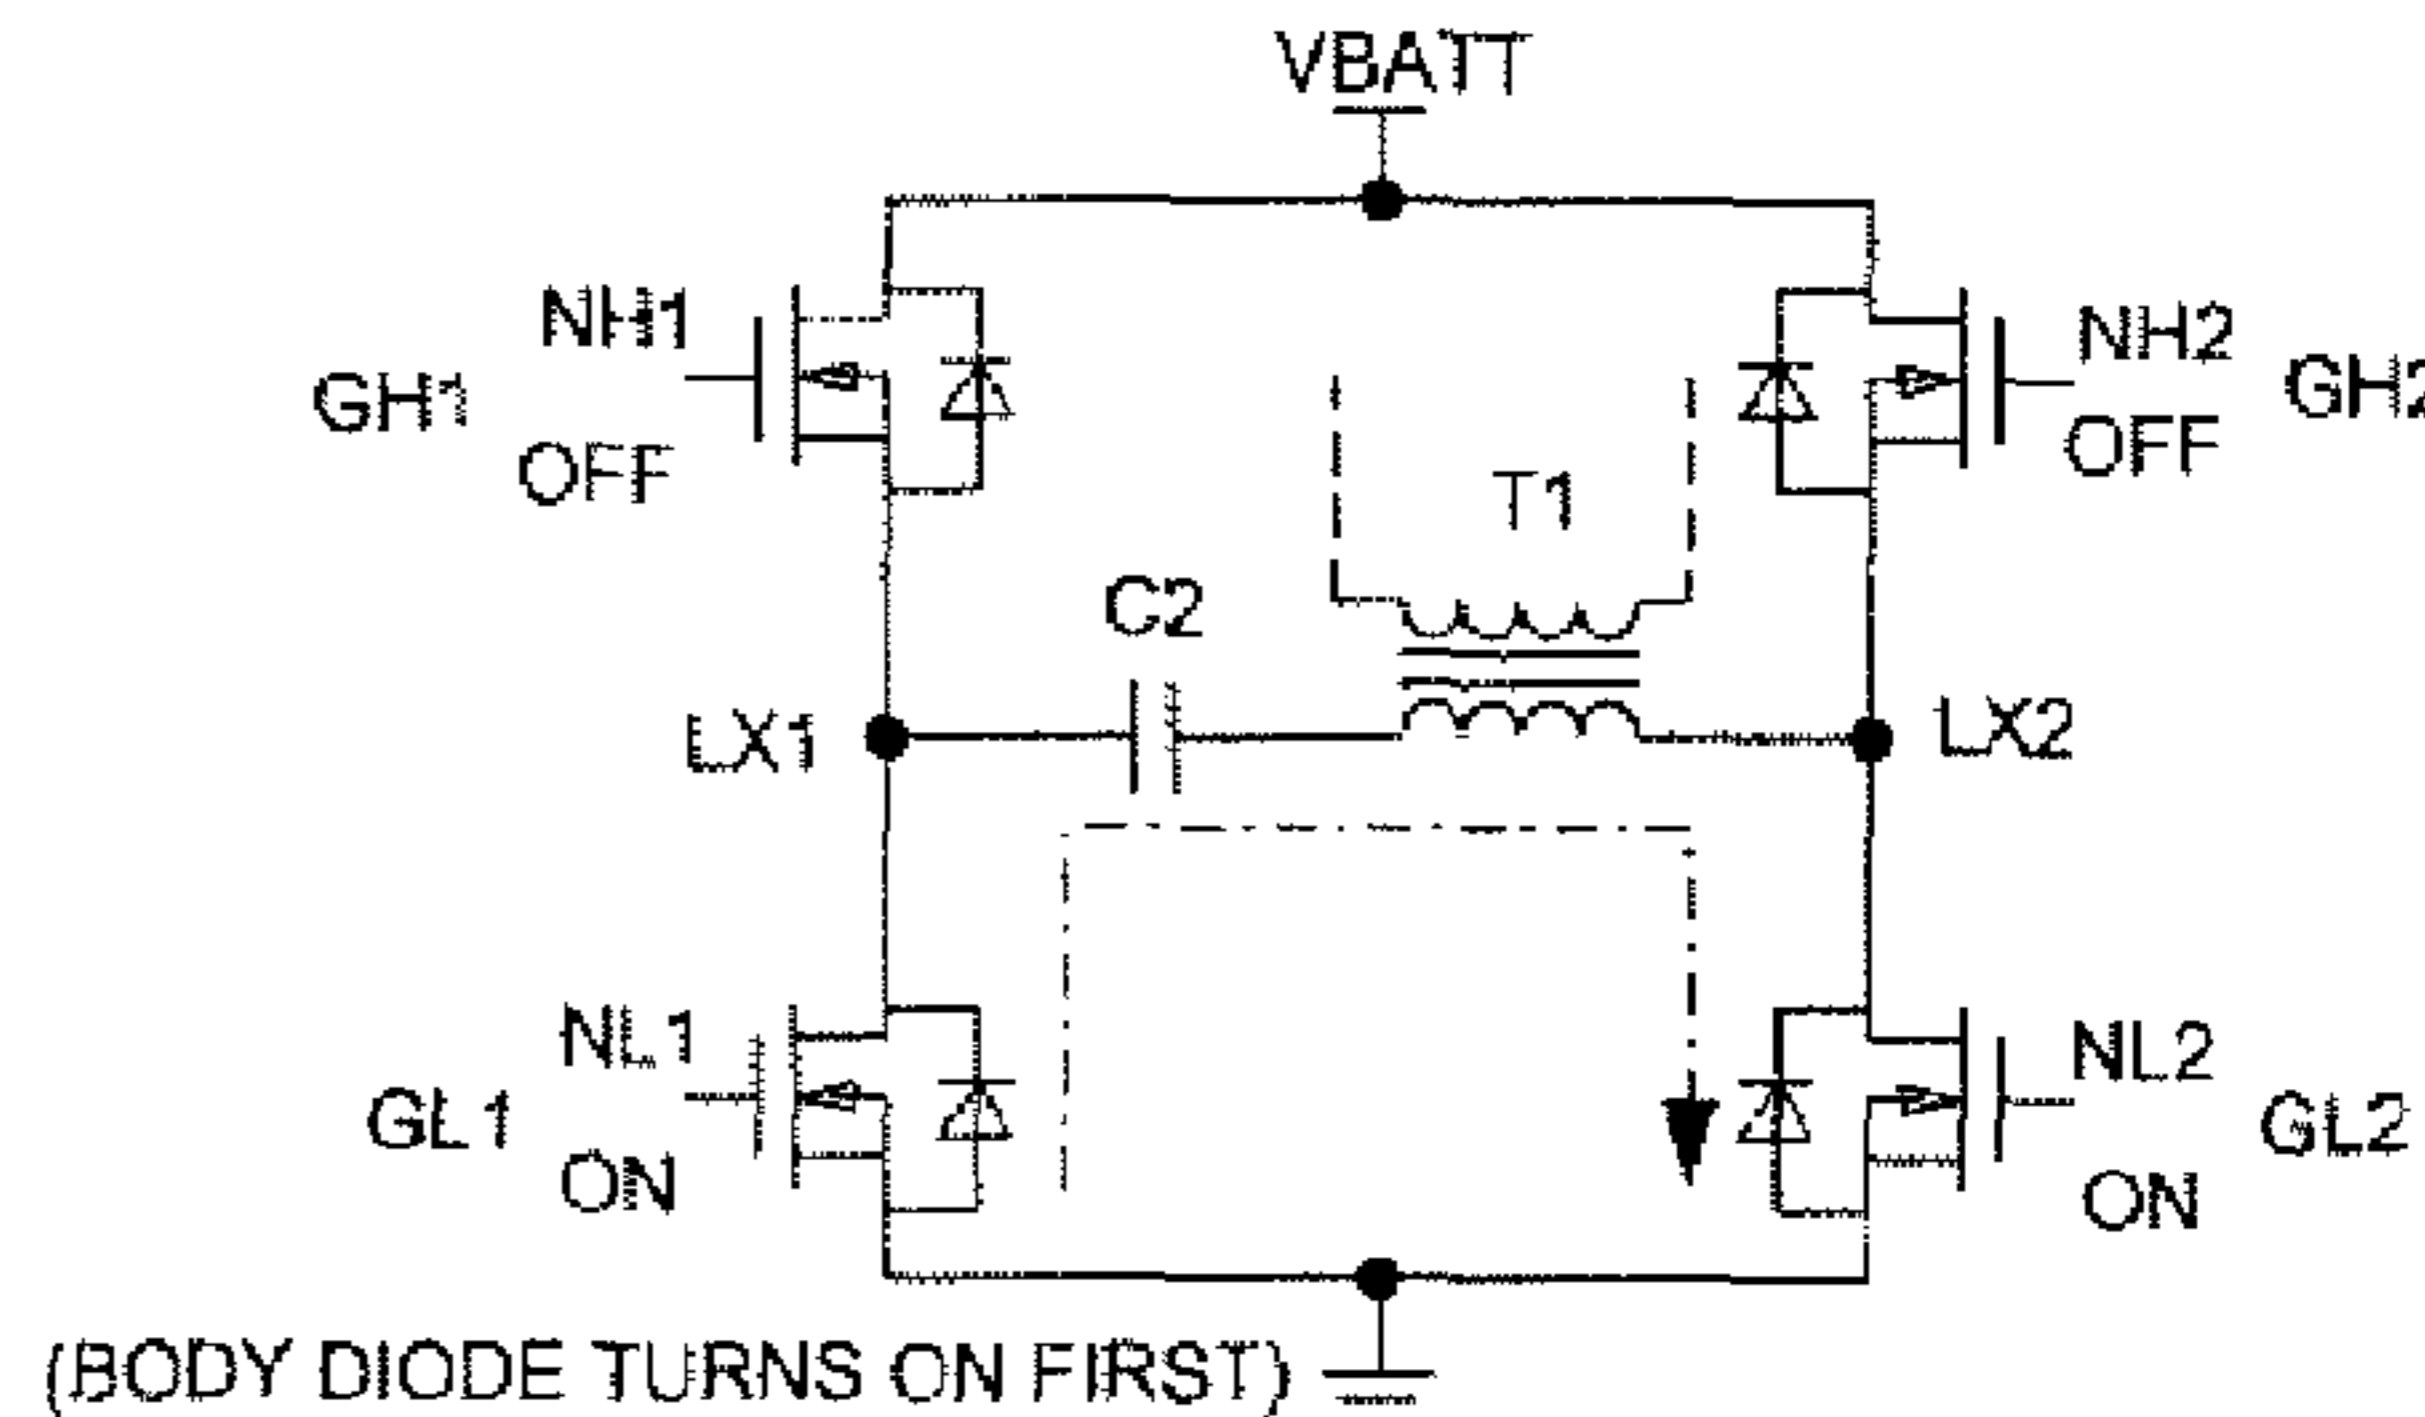 VBATT
NH1
GH1
OFF
NH2
GH2
OFF
T1
C2
LX1
LX2
NL1
GL1
ON
NL2
GL2
ON
(BODY DIODE TURNS ON FIRST)